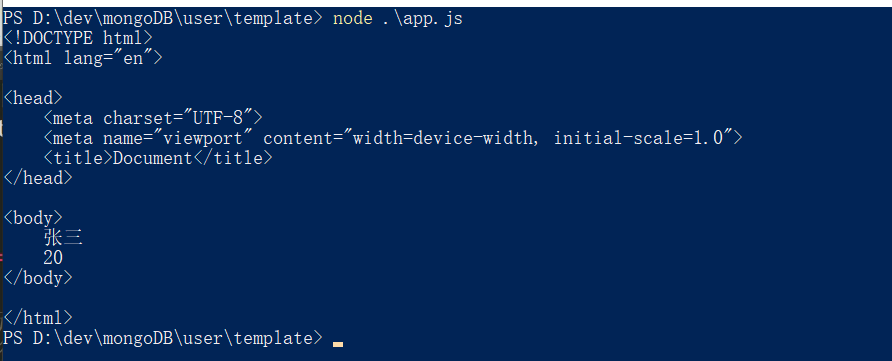 PS D:\dev\mongoDB\user\template> node .\app.js
<!DOCTYPE html>
<html lang="en">
<head>
    <meta charset="UTF-8">
    <meta name="viewport" content="width=device-width, initial-scale=1.0">
    <title>Document</title>
</head>
<body>
    张三
    20
</body>
</html>
PS D:\dev\mongoDB\user\template>